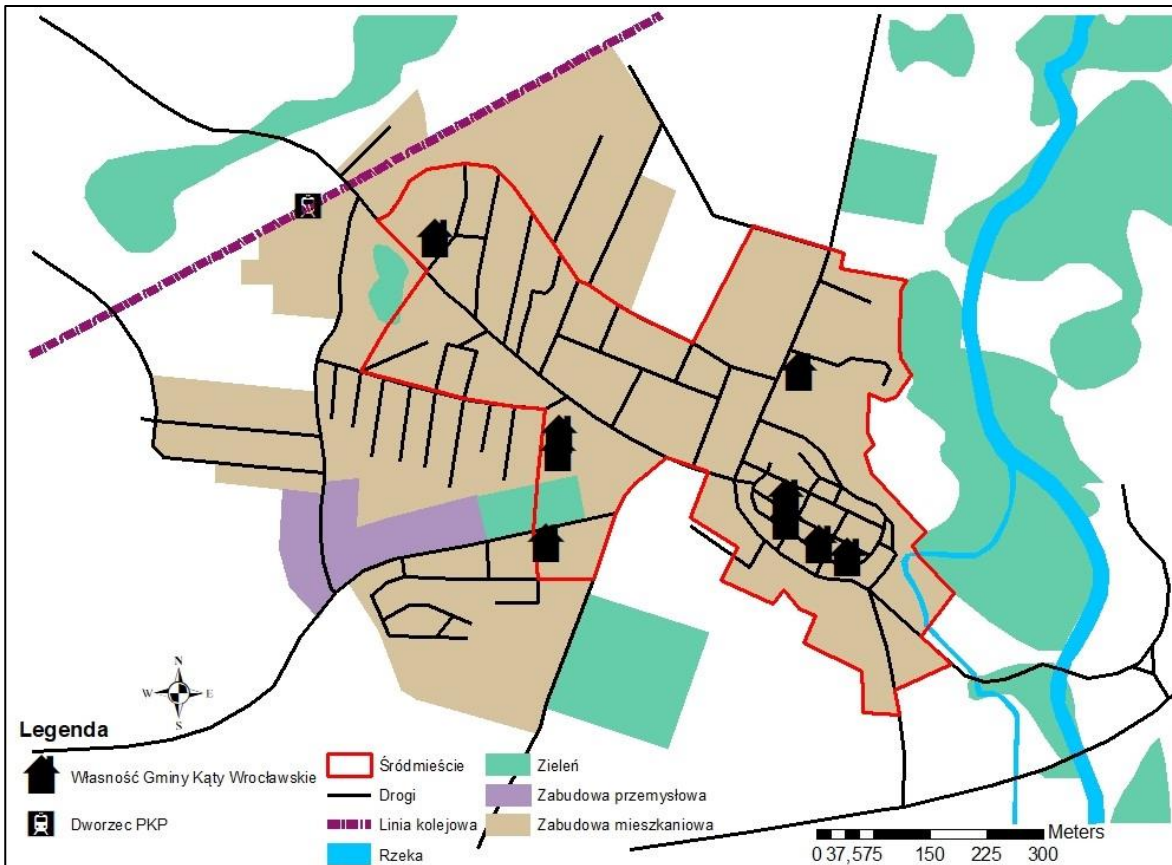 N
W E
S
Legenda
Własność Gminy Kąty Wrocławskie
Dworzec PKP
Śródmieście
Drogi
Linia kolejowa
Rzeka
Zieleń
Zabudowa przemysłowa
Zabudowa mieszkaniowa
Meters
0 37,575 150 225 300